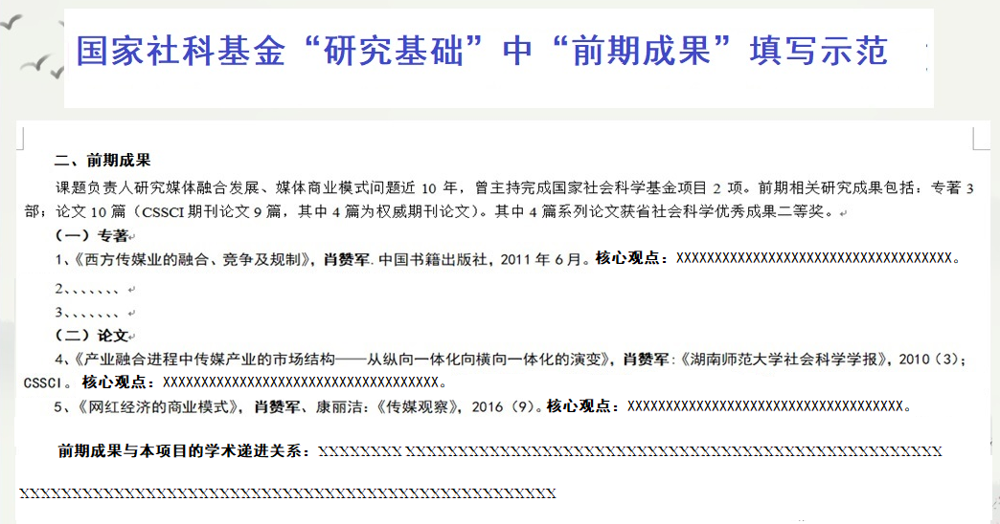 国家社科基金“研究基础”中“前期成果”填写示范
二、前期成果
课题负责人研究媒体融合发展、媒体商业模式问题近 10 年，曾主持完成国家社会科学基金项目 2 项。前期相关研究成果包括：专著 3
部；论文 10 篇（CSSCI 期刊论文 9 篇，其中 4 篇为权威期刊论文）。其中 4 篇系列论文获省社会科学优秀成果二等奖。
（一）专著
1、《西方传媒业的融合、竞争及规制》，肖赞军. 中国书籍出版社，2011 年 6 月。核心观点：XXXXXXXXXXXXXXXXXXXXXXXXXXXXXXXXXXXX。
2、、、、、、、
3、、、、、、、
（二）论文
4、《产业融合进程中传媒产业的市场结构——从纵向一体化向横向一体化的演变》，肖赞军：《湖南师范大学社会科学学报》，2010（3）；
CSSCI。 核心观点：XXXXXXXXXXXXXXXXXXXXXXXXXXXXXXXXXXXX。
5、《网红经济的商业模式》，肖赞军、康丽洁：《传媒观察》，2016（9）。核心观点：XXXXXXXXXXXXXXXXXXXXXXXXXXXXXXXXXXXX。
前期成果与本项目的学术递进关系：XXXXXXXX XXXXXXXXXXXXXXXXXXXXXXXXXXXXXXXXXXXXXXXXXXXXXXXXXXX
XXXXXXXXXXXXXXXXXXXXXXXXXXXXXXXXXXXXXXXXXXXXXXXXXXX